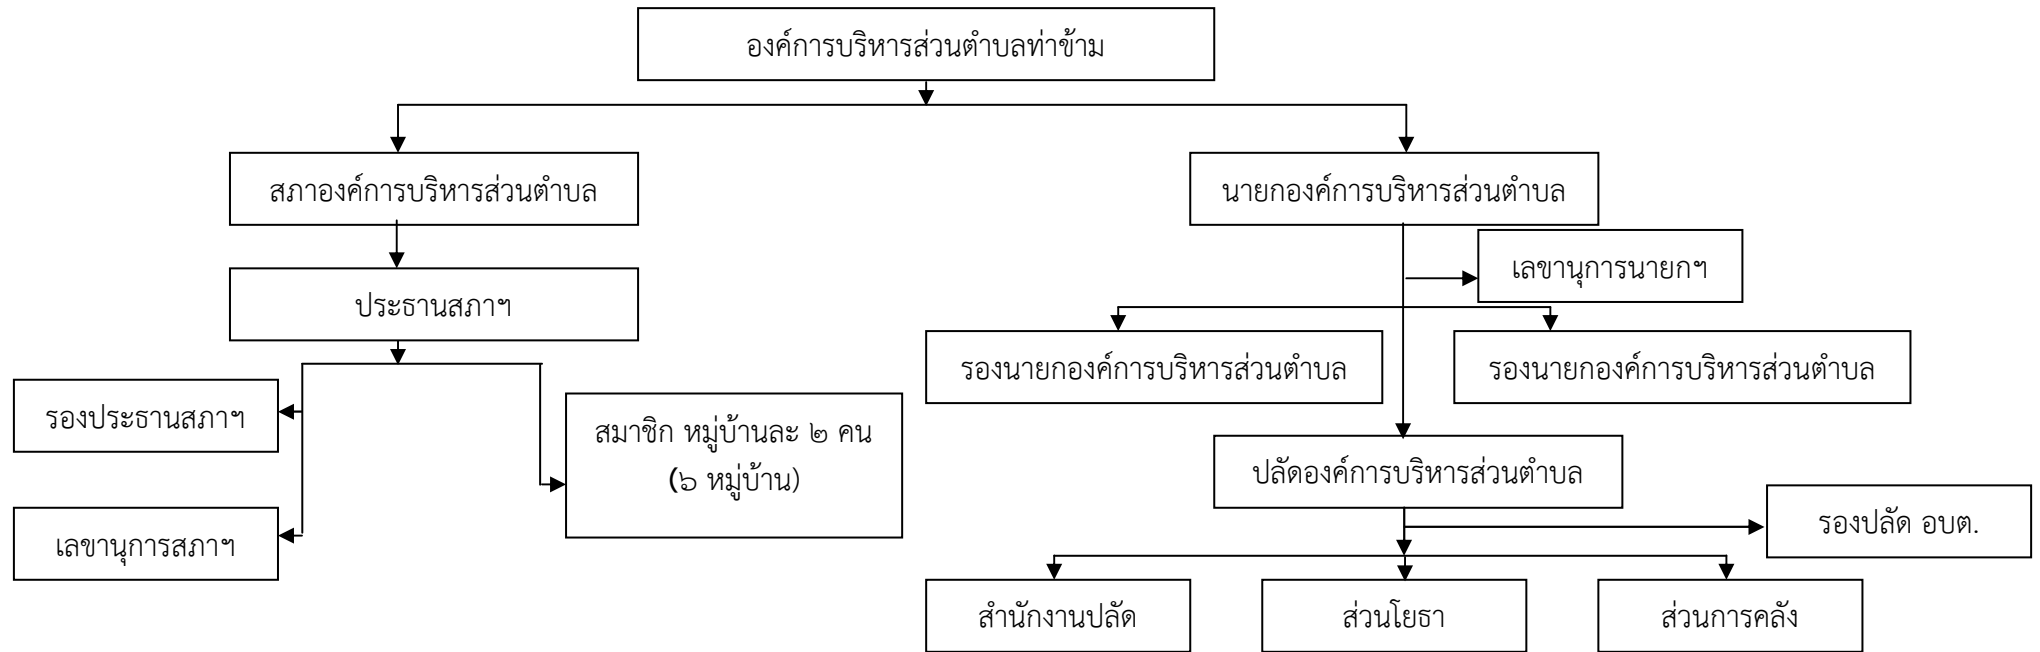 องค์การบริหารส่วนตำบลท่าข้าม
สภาองค์การบริหารส่วนตำบล
นายกองค์การบริหารส่วนตำบล
เลขานุการนายกฯ
ประธานสภาฯ
รองนายกองค์การบริหารส่วนตำบล
รองนายกองค์การบริหารส่วนตำบล
รองประธานสภาฯ
สมาชิก หมู่บ้านละ ๒ คน
(๖ หมู่บ้าน)
ปลัดองค์การบริหารส่วนตำบล
รองปลัด อบต.
เลขานุการสภาฯ
สำนักงานปลัด
ส่วนโยธา
ส่วนการคลัง